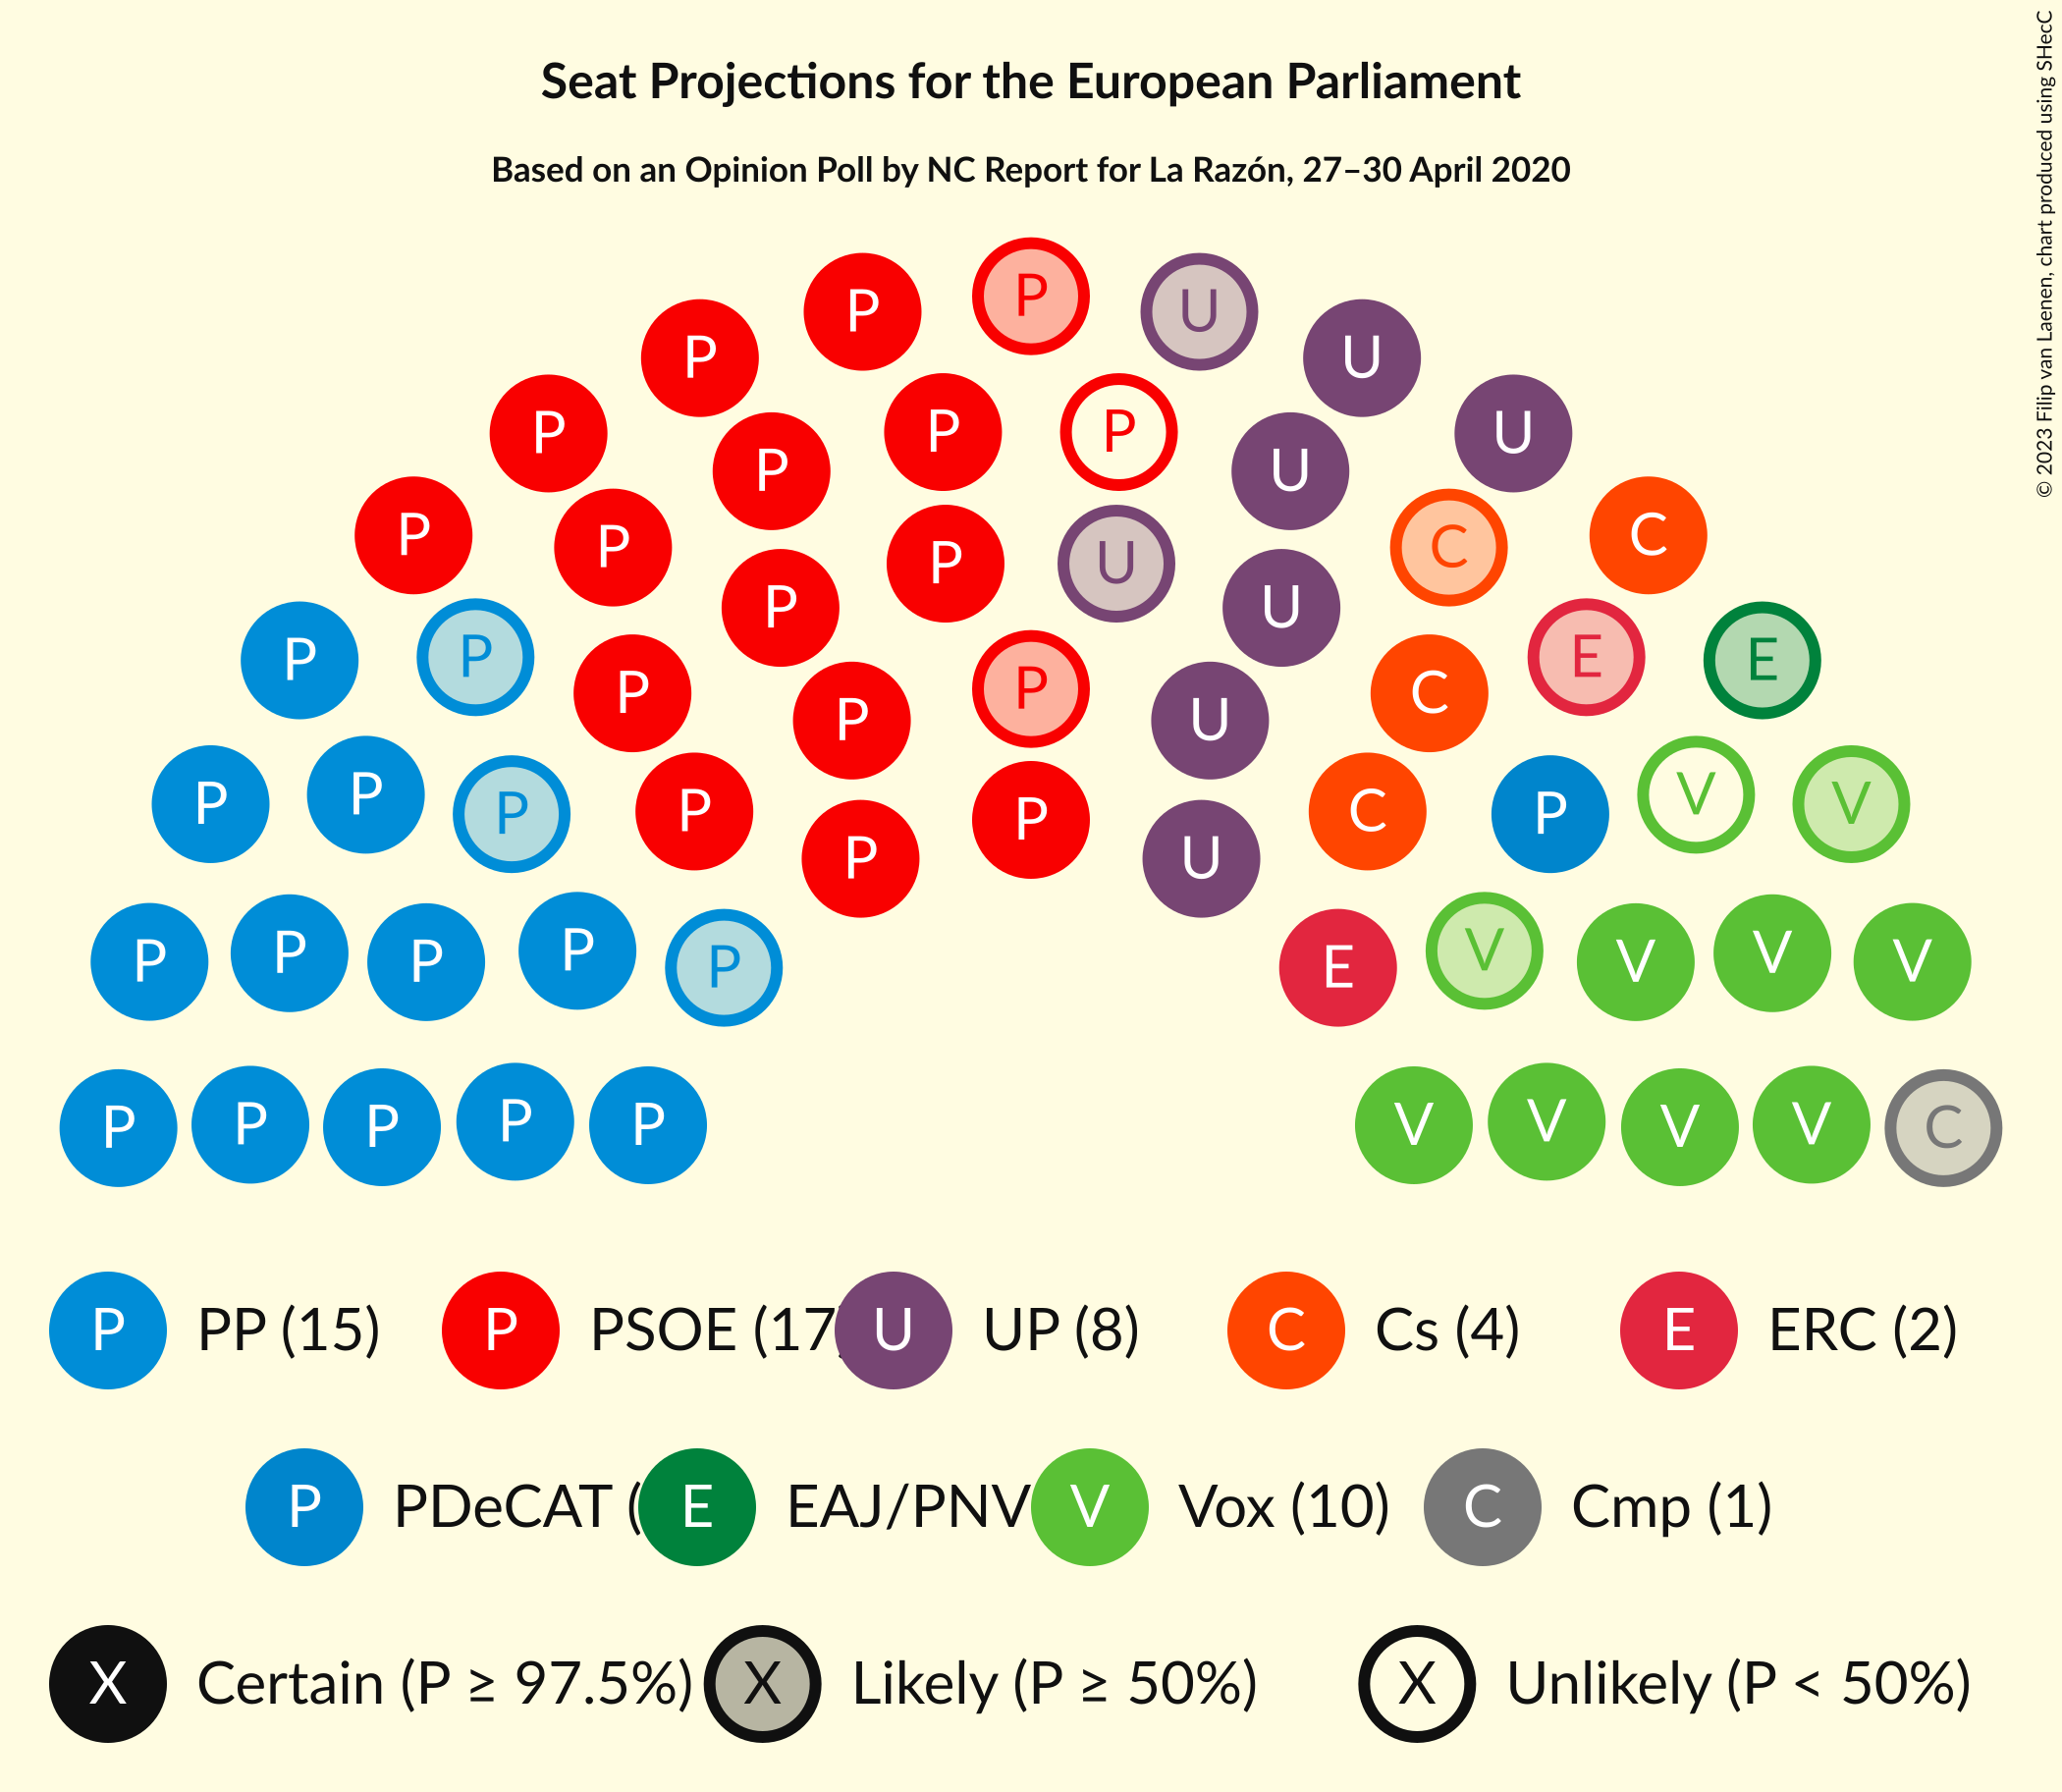 Seat Projections for the European Parliament
Based on an Opinion Poll by NC Report for La Razón, 27–30 April 2020
© 2023 Filip van Laenen, chart produced using SHecC
P
P U
P U
P P P U
P U
P C
P C
P U
P U
P P E E
P P C
P U
P P P P C P V V
P
P U
P P P P P E V V V V
P P P P P V V V V C
P PP (15) P PSOE (17 U UP (8) C Cs (4) E ERC (2)
P PDeCAT ( E EAJ/PNV V Vox (10) C Cmp (1)
X Certain (P ≥ 97.5%) X Likely (P ≥ 50%) X Unlikely (P < 50%)